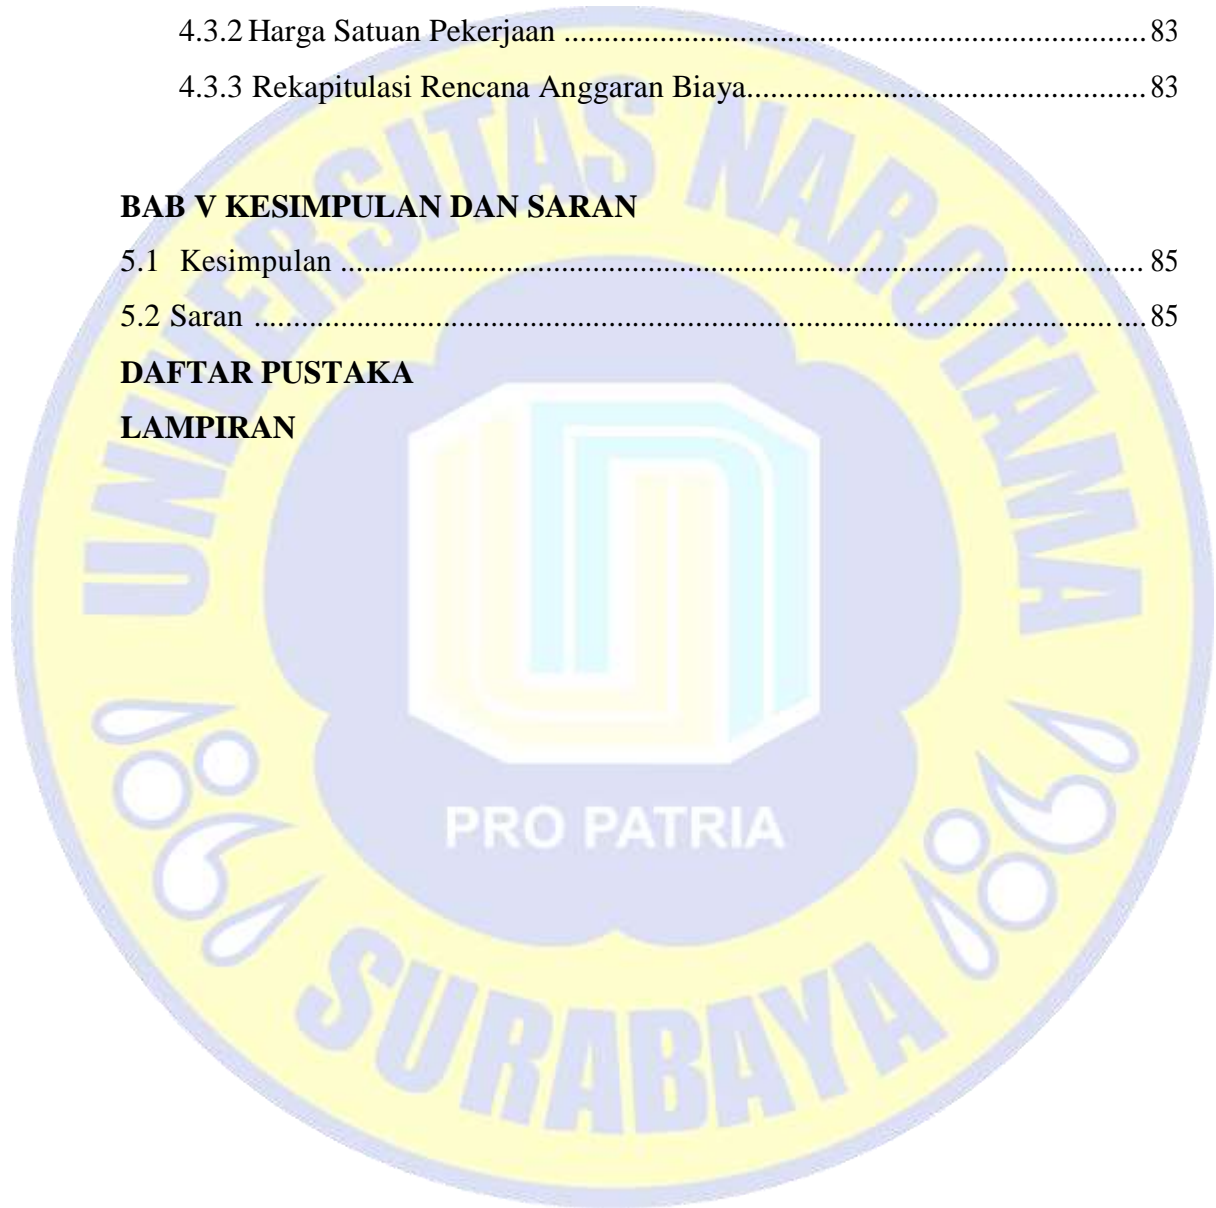 4.3.2 Harga Satuan Pekerjaan ........................................................................... 83
4.3.3 Rekapitulasi Rencana Anggaran Biaya................................................... 83
BAB V KESIMPULAN DAN SARAN
5.1 Kesimpulan ....................................................................................................... 85
5.2 Saran .................................................................................................................. 85
DAFTAR PUSTAKA
LAMPIRAN
UNIVERSITAS NAROTAMA
PRO PATRIA
SURABAYA